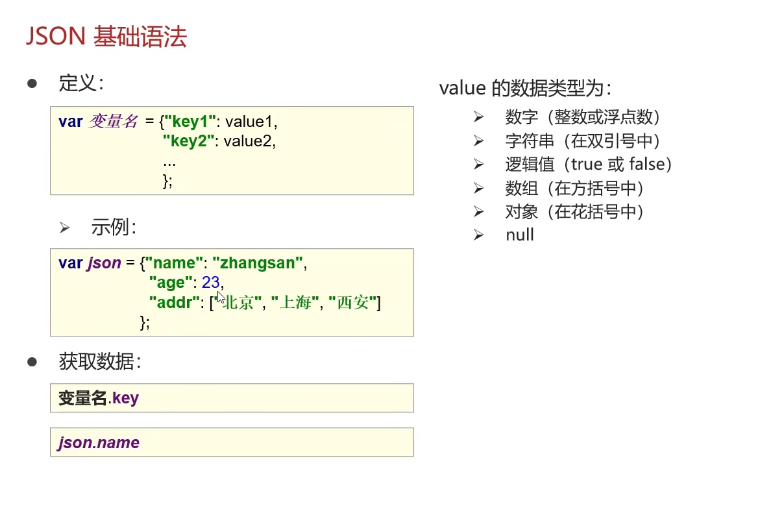 JSON 基础语法
定义：
var 变量名 = {"key1": value1,
"key2": value2,
...
};
示例：
var json = {"name": "zhangsan",
"age": 23,
"addr": ["北京", "上海", "西安"]
};
获取数据：
变量名.key
json.name
value 的数据类型为：
数字（整数或浮点数）
字符串（在双引号中）
逻辑值（true 或 false）
数组（在方括号中）
对象（在花括号中）
null